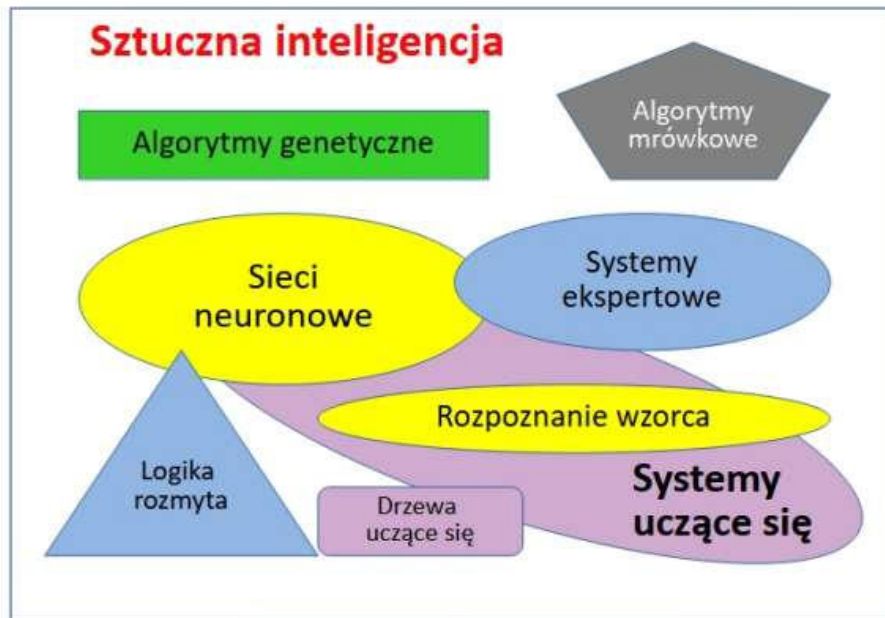 Sztuczna inteligencja
Algorytmy genetyczne
Algorytmy
mrówkowe
Sieci
neuronowe
Systemy
ekspertowe
Rozpoznanie wzorca
Logika
rozmyta
Drzewa
uczące się
Systemy
uczące się